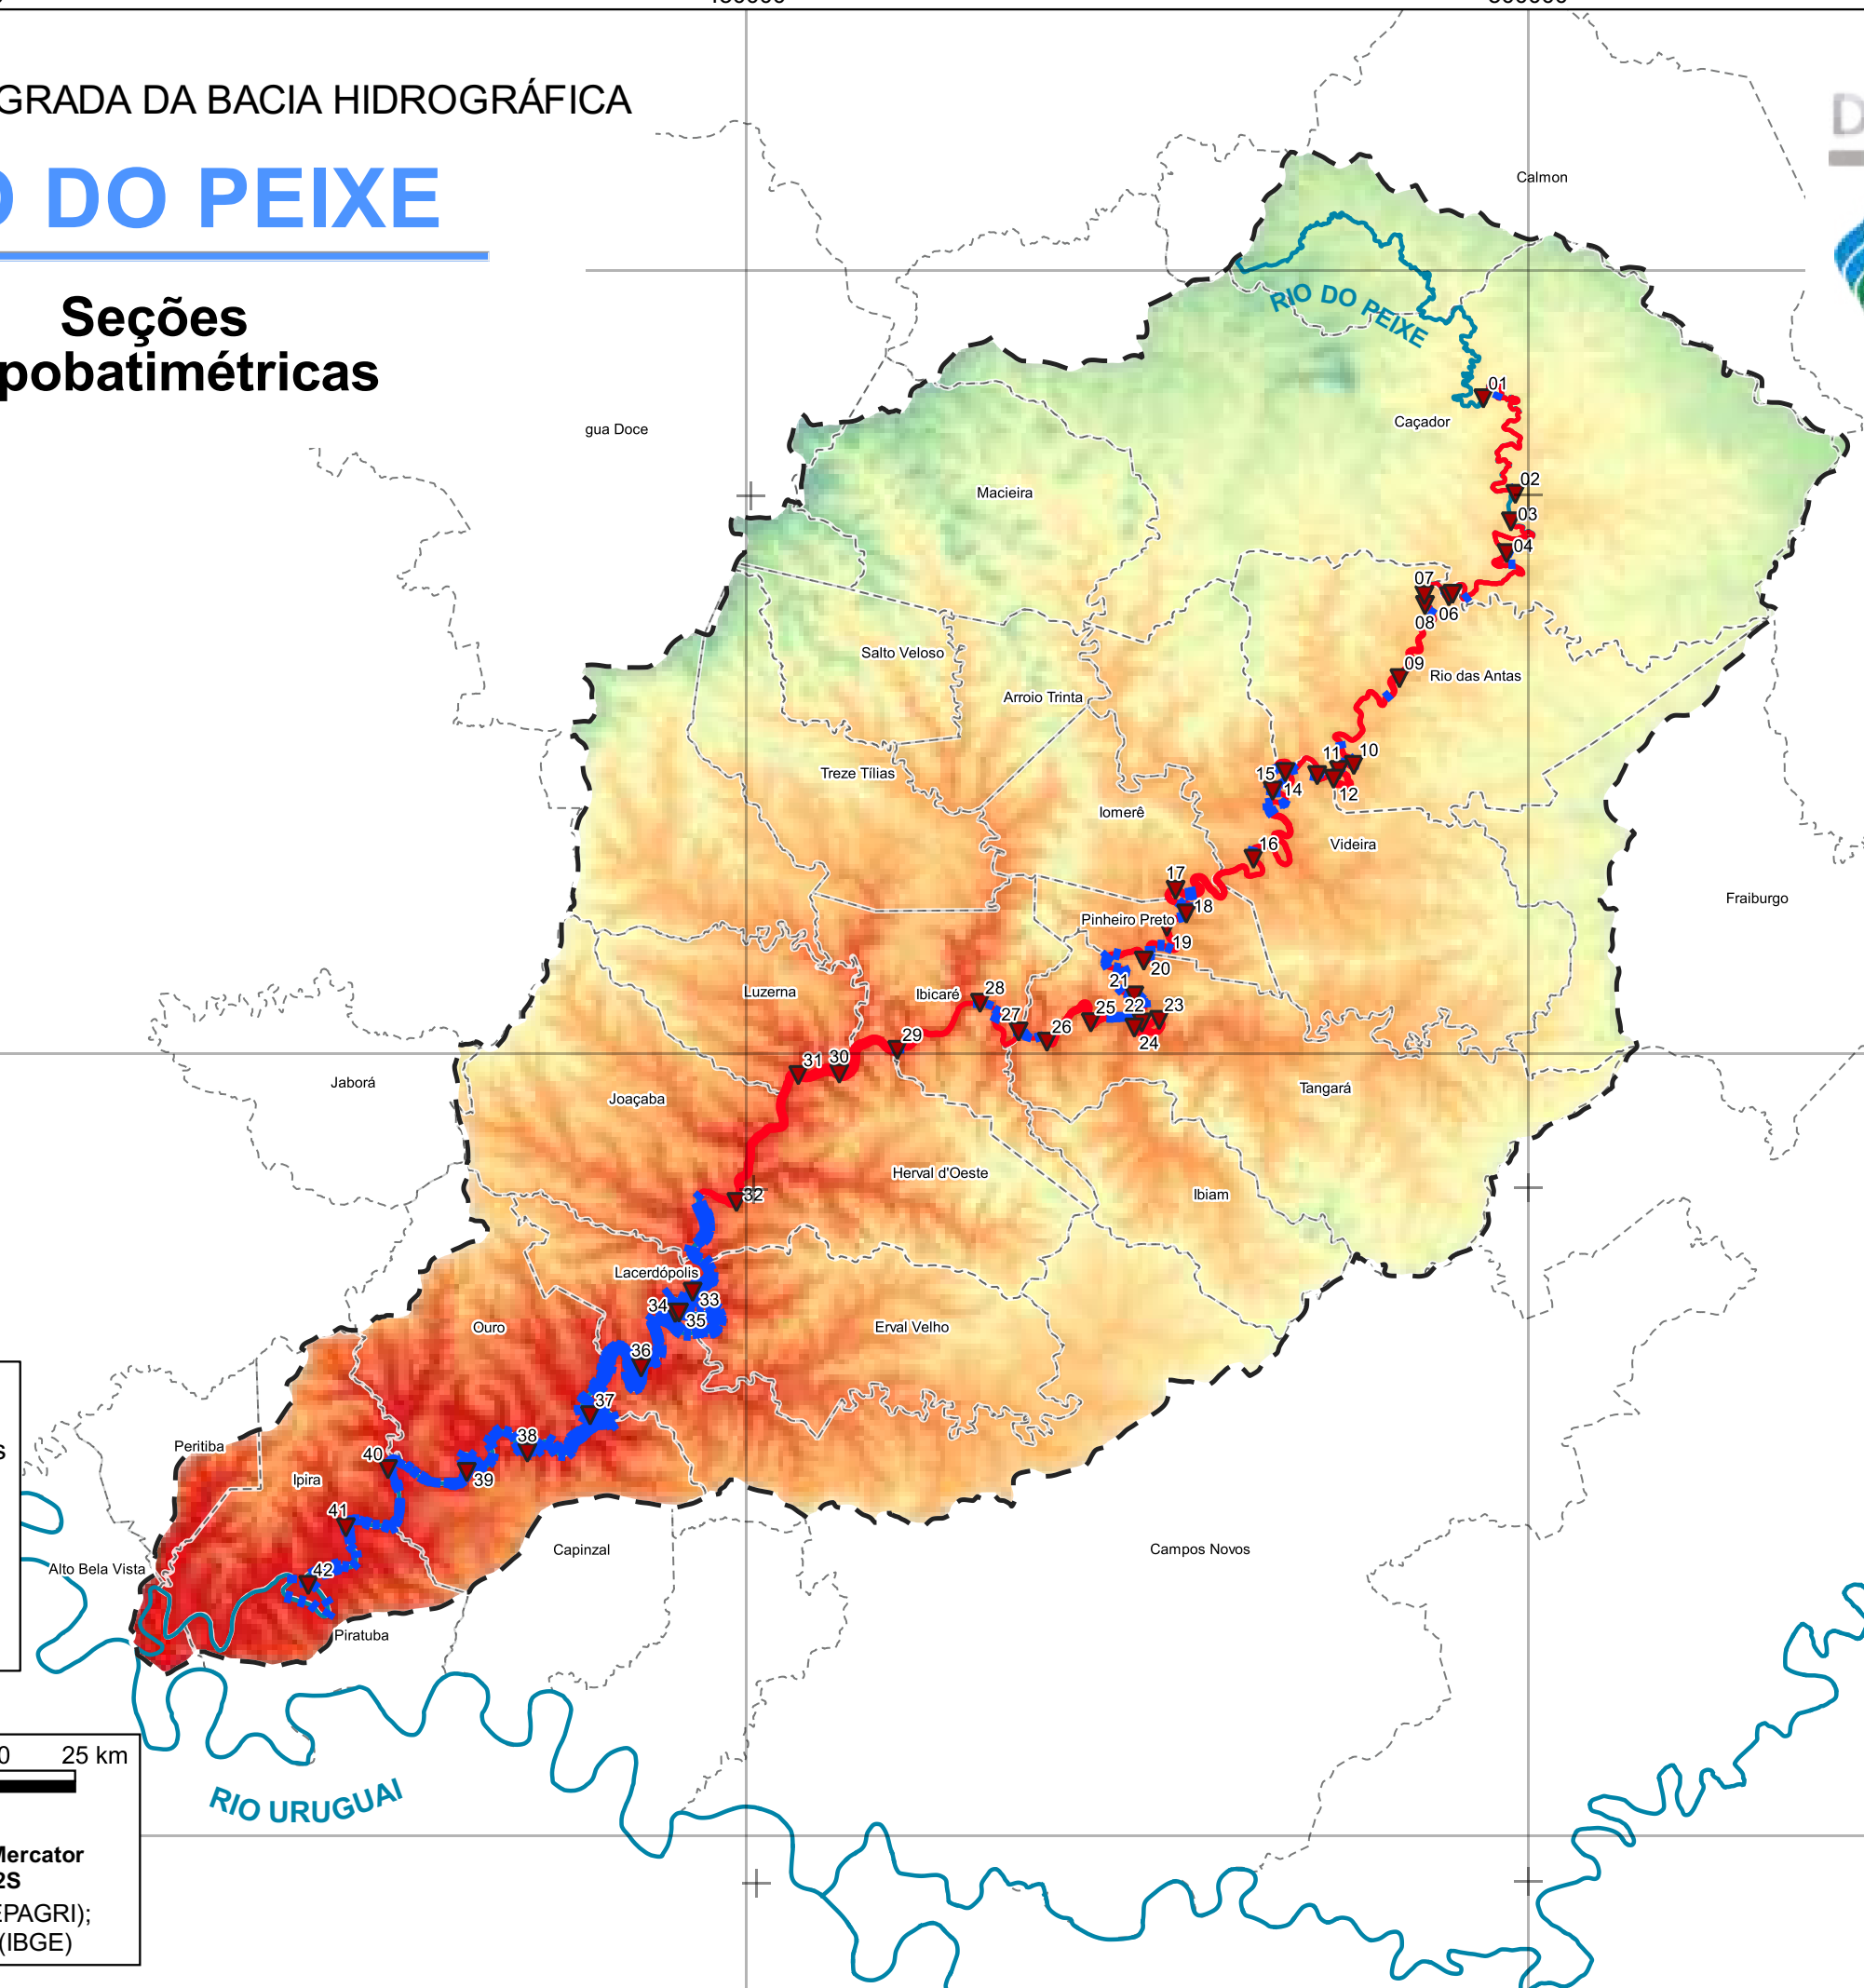 GRADA DA BACIA HIDROGRÁFICA
DO PEIXE
Seções
pobatimétricas
D
Calmon
RIO DO PEIXE
01
Caçador
gua Doce
02
Macieira
03
04
07
06
08
Salto Veloso
09
Rio das Antas
Arroio Trinta
11
10
Treze Tílias
15
14
12
Iomerê
16
Videira
17
Fraiburgo
18
Pinheiro Preto
19
20
21
Luzerna
Ibicaré
28
25
22
23
27
26
29
24
31
30
Jaborá
Joaçaba
Tangará
Herval d'Oeste
32
Ibiam
Lacerdópolis
33
34
35
Ouro
Erval Velho
36
37
38
Peritiba
40
Ipira
39
41
Capinzal
Campos Novos
Alto Bela Vista
42
Piratuba
s
0
25 km
RIO URUGUAI
Mercator
2S
EPAGRI);
(IBGE)